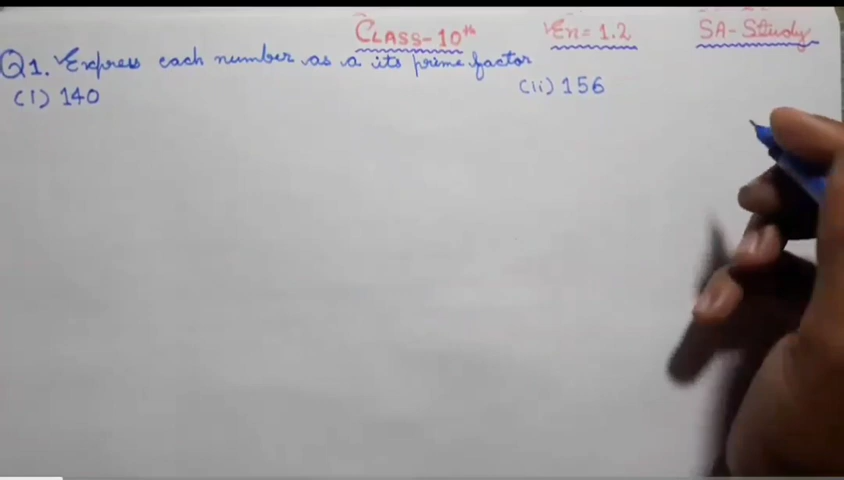 CLASS-10th Ex= 1.2 SA-Study
Q1. Express each number as a its prime factor
(i) 140 (ii) 156